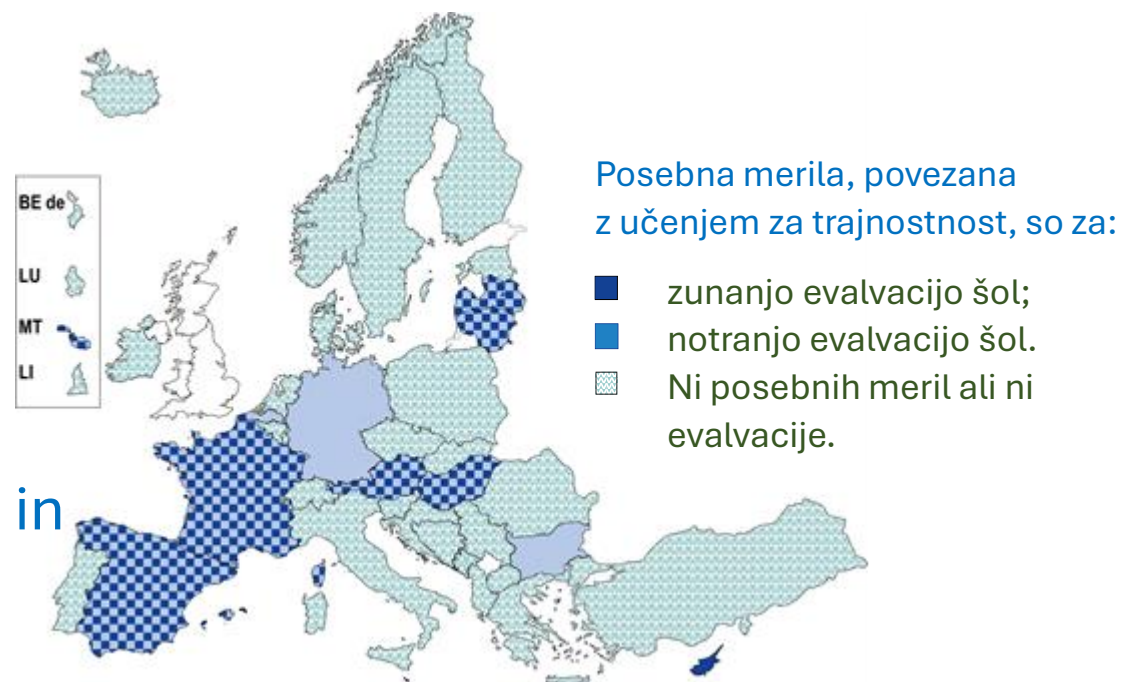 BE de
LU
MT
LI
in
Posebna merila, povezana
z učenjem za trajnostnost, so za:
zunanjo evalvacijo šol;
notranjo evalvacijo šol.
Ni posebnih meril ali ni
evalvacije.